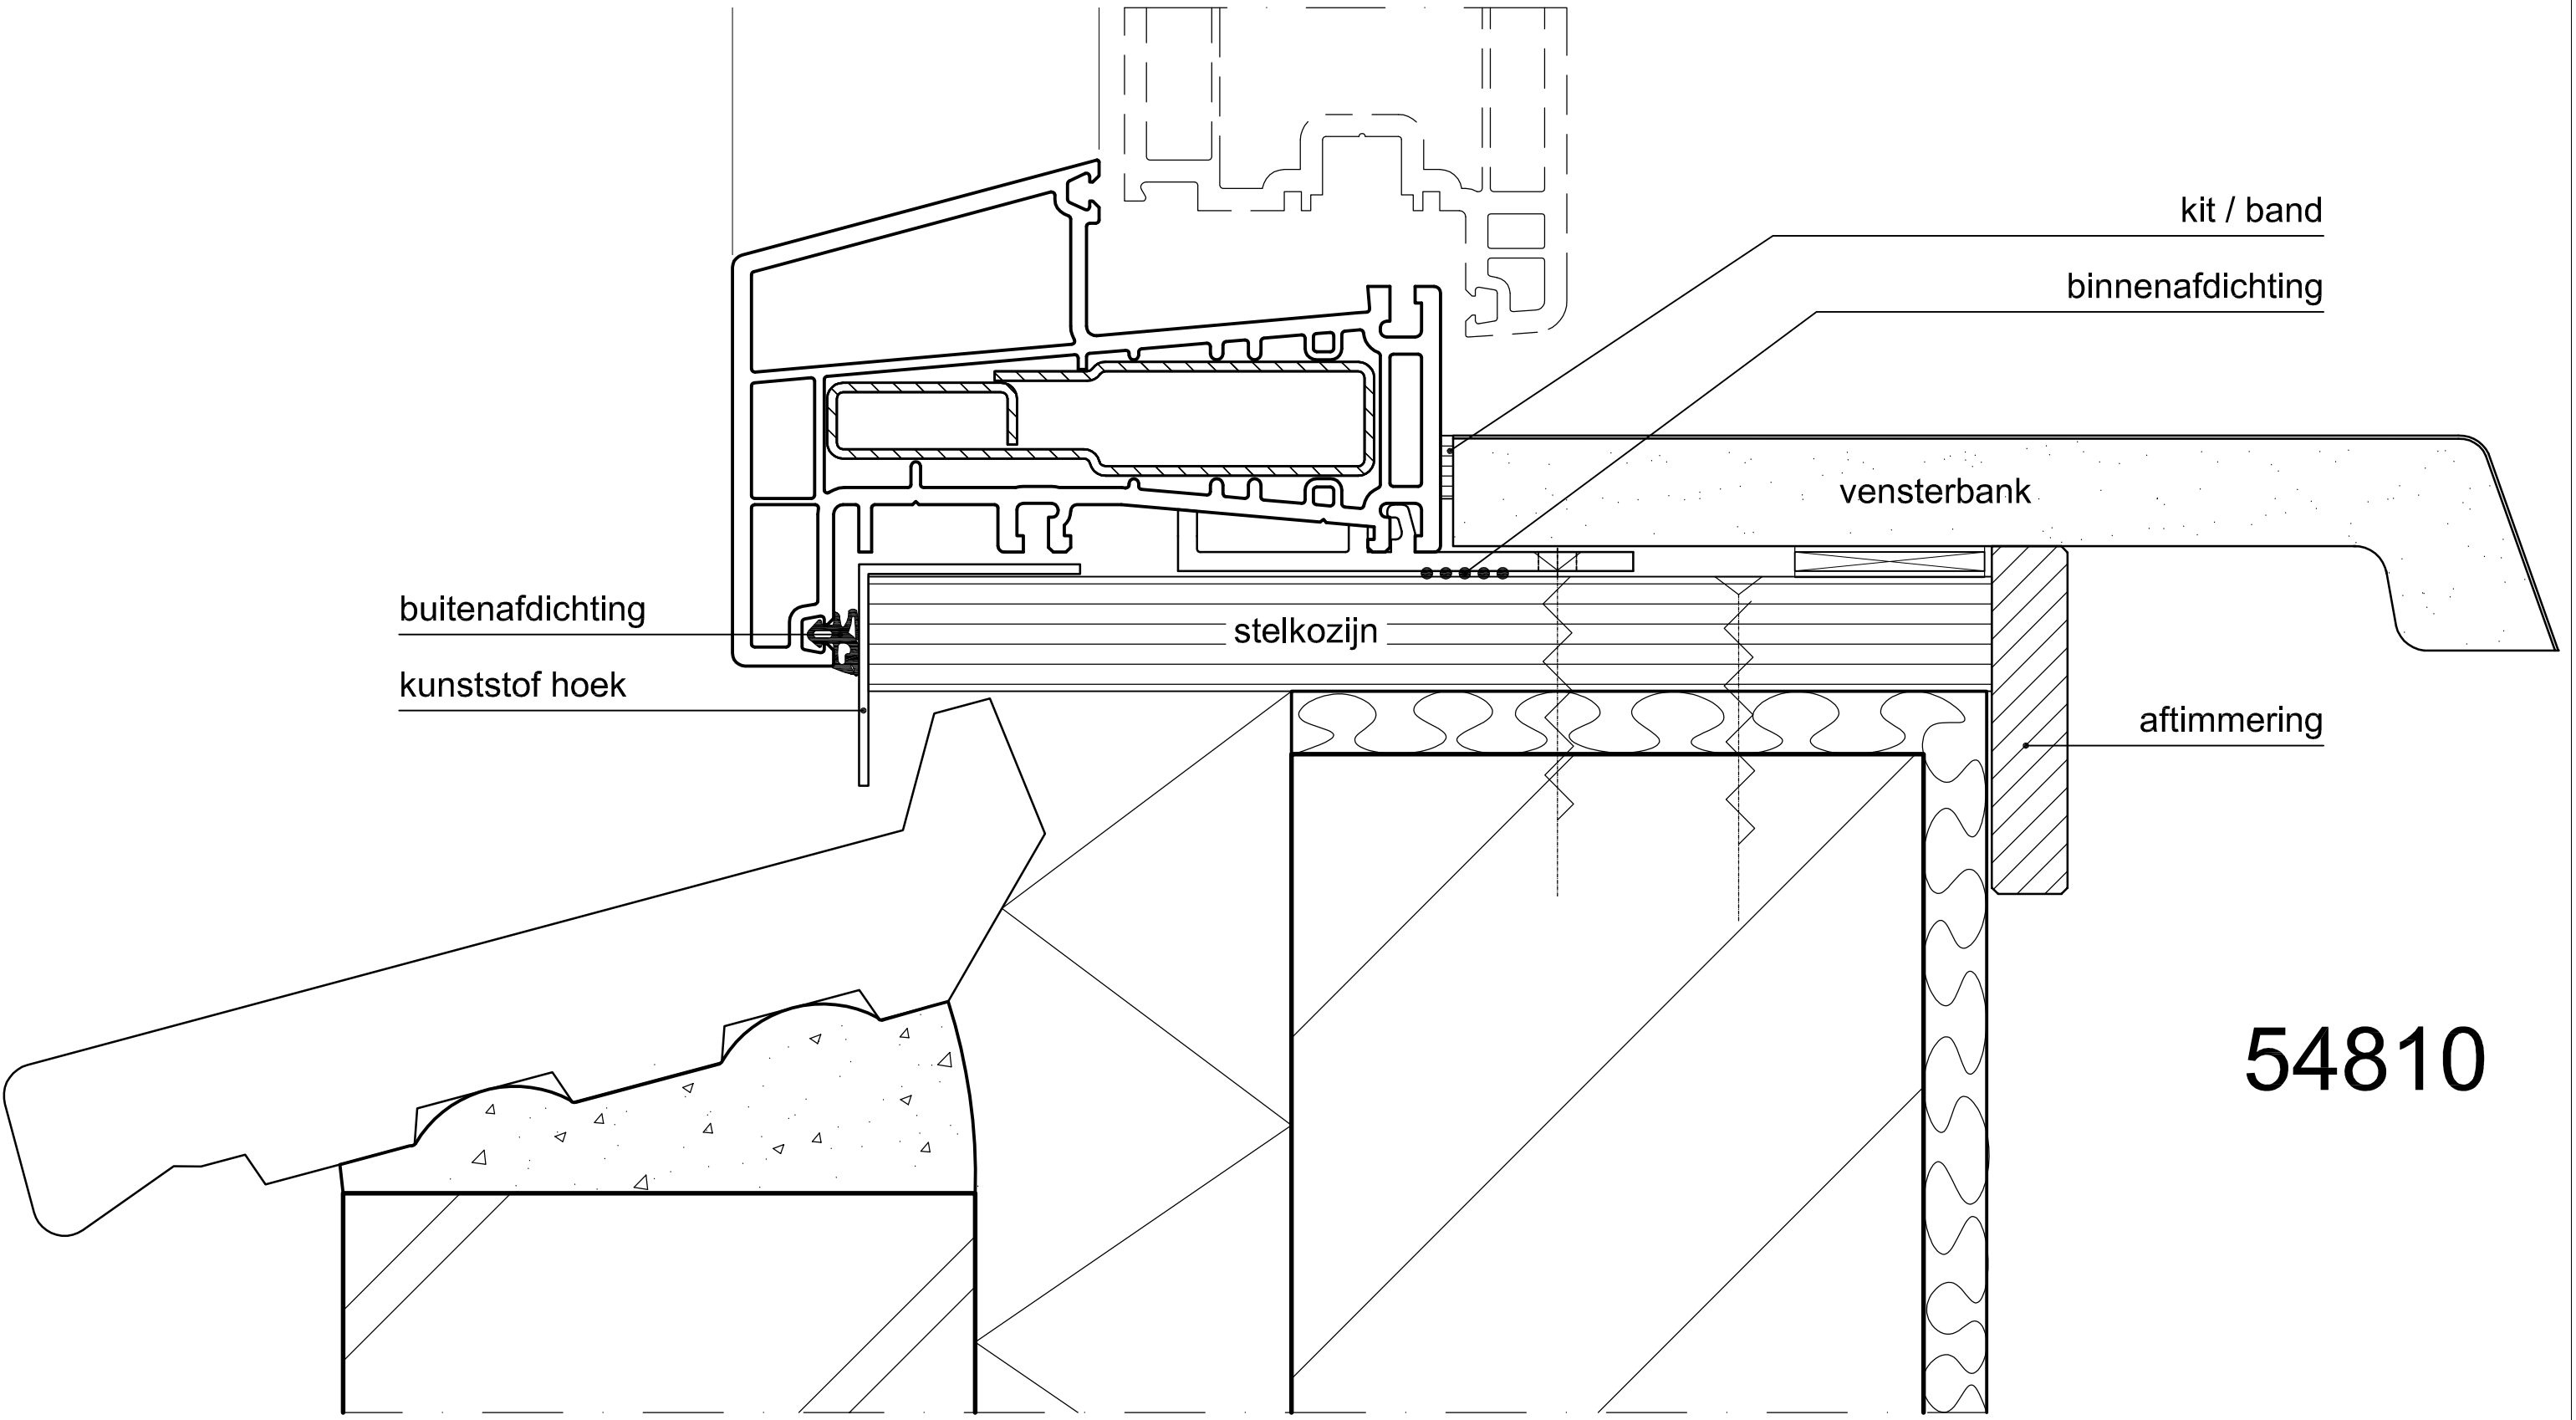 kit / band
binnenafdichting
vensterbank
buitenafdichting
stelkozijn
kunststof hoek
aftimmering
54810